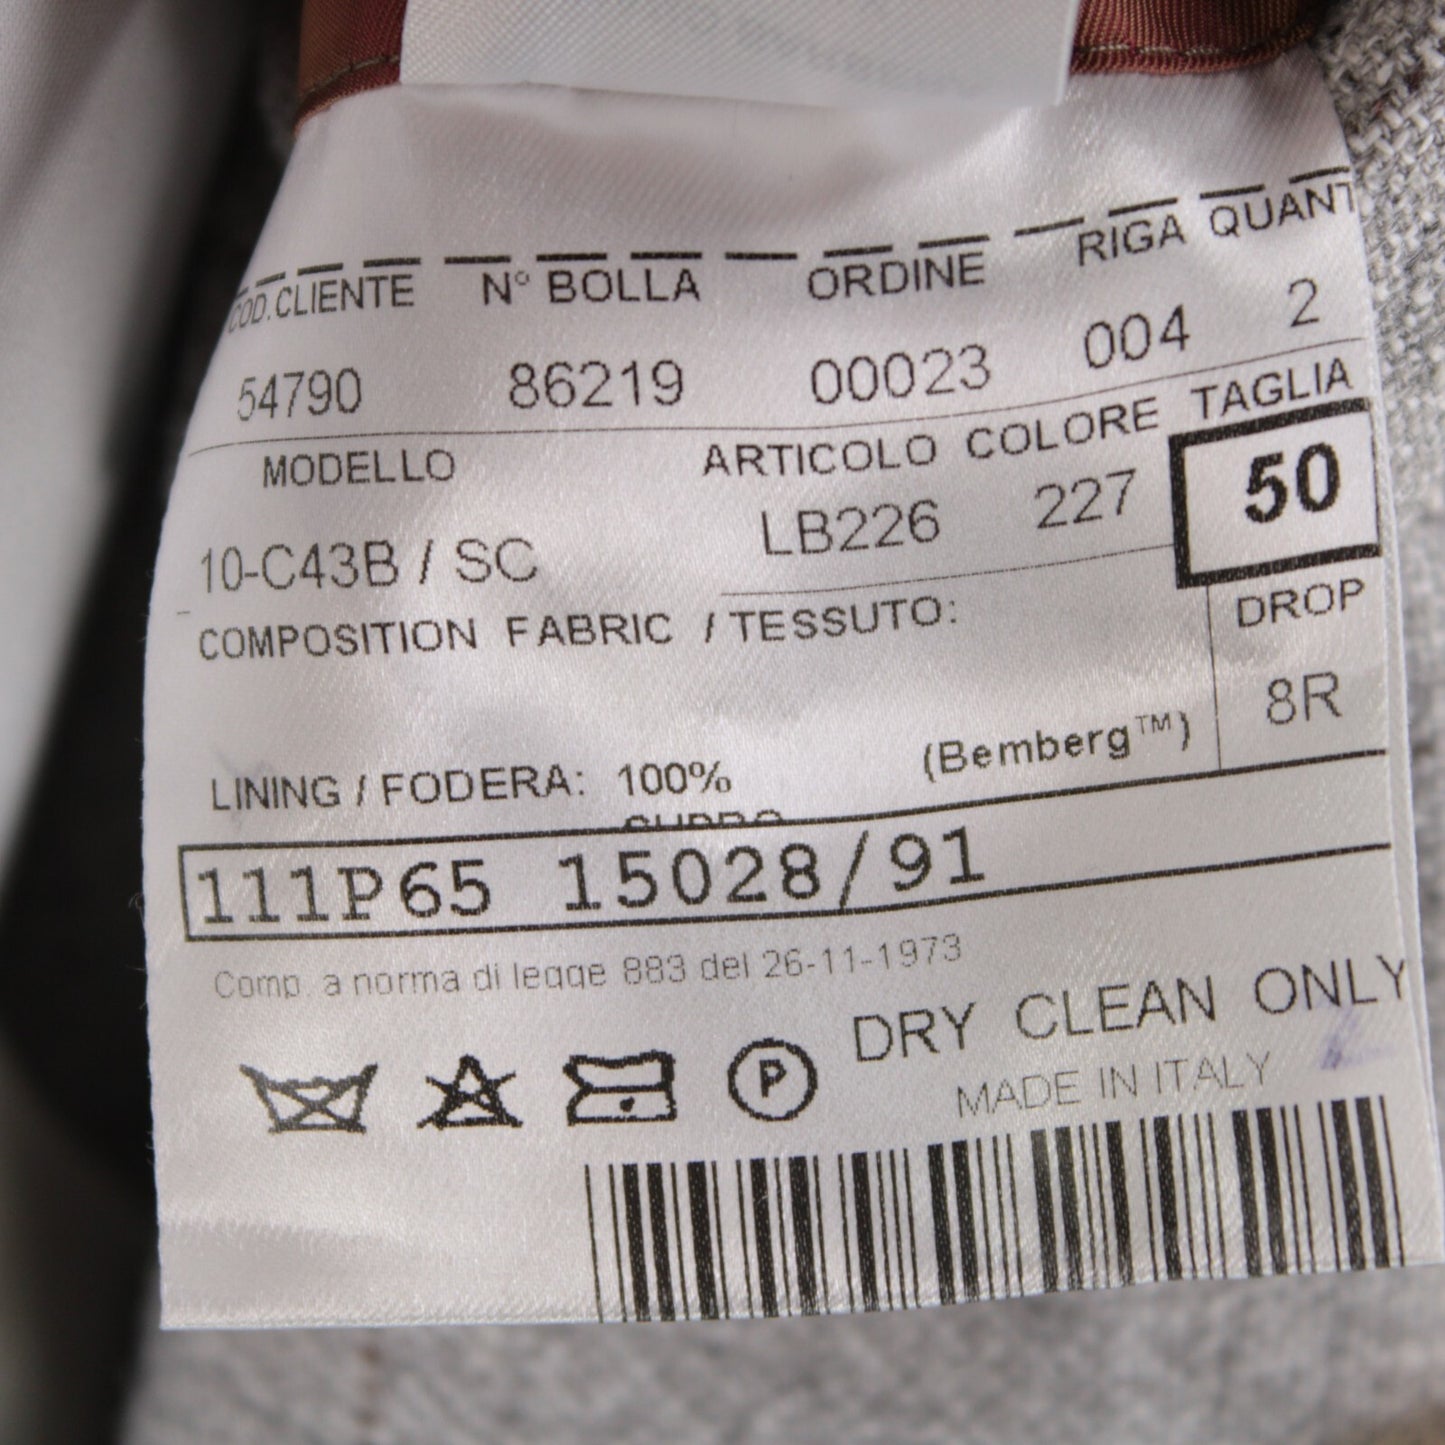 COD.CLIENTE N° BOLLA ORDINE RIGA QUANT
54790 86219 00023 004 2
MODELLO ARTICOLO COLORE TAGLIA
10-C43B / SC LB226 227 50
COMPOSITION FABRIC / TESSUTO: DROP
8R
LINING / FODERA: 100% (Bemberg™)
CUPRO
111P65 15028/91
Comp. a norma di legge 883 del 26-11-1973
DRY CLEAN ONLY
P
MADE IN ITALY